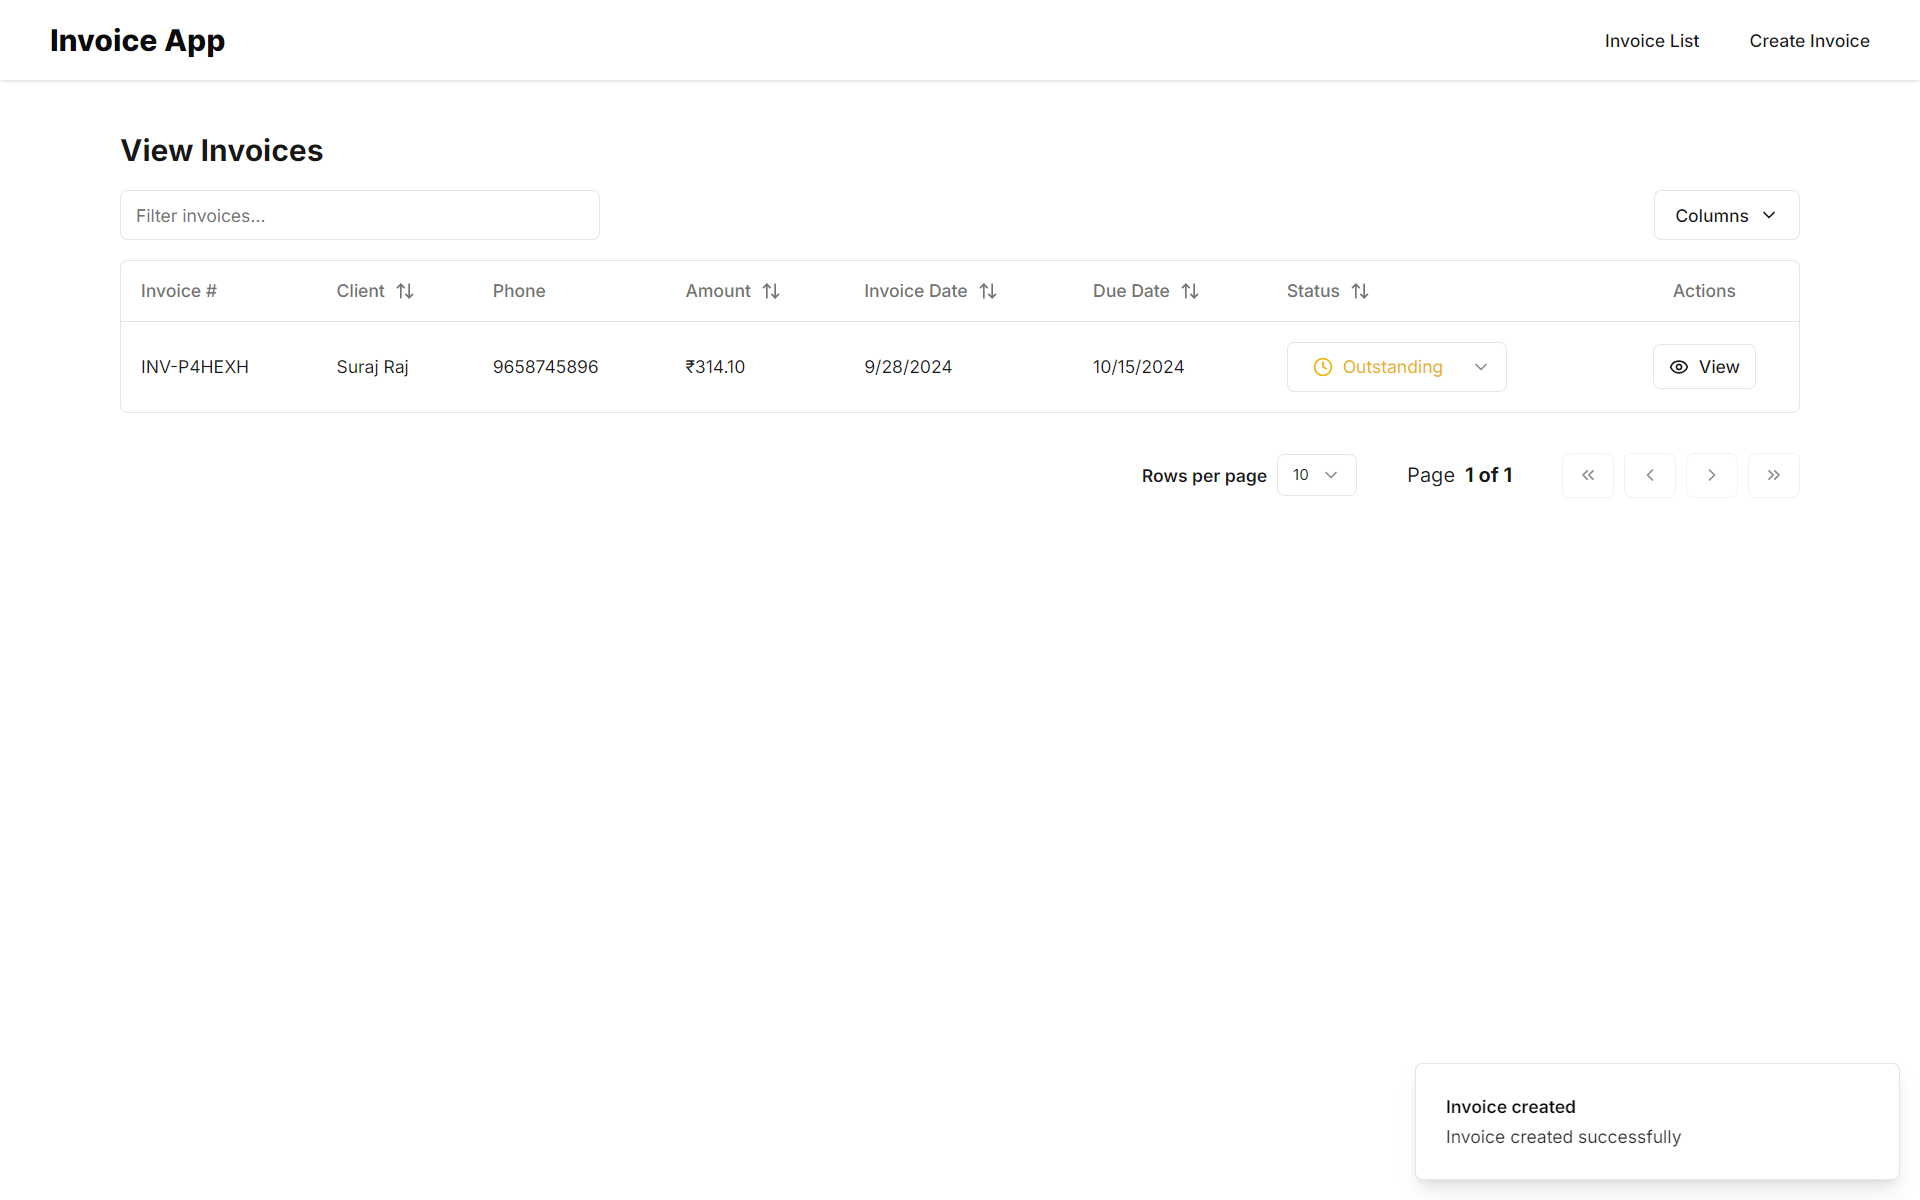 Invoice App
Invoice List
Create Invoice
View Invoices
Filter invoices...
Columns
Invoice # Client Phone Amount Invoice Date Due Date Status Actions
INV-P4HEXH Suraj Raj 9658745896 ₹314.10 9/28/2024 10/15/2024 Outstanding View
Rows per page 10 Page 1 of 1
Invoice created
Invoice created successfully